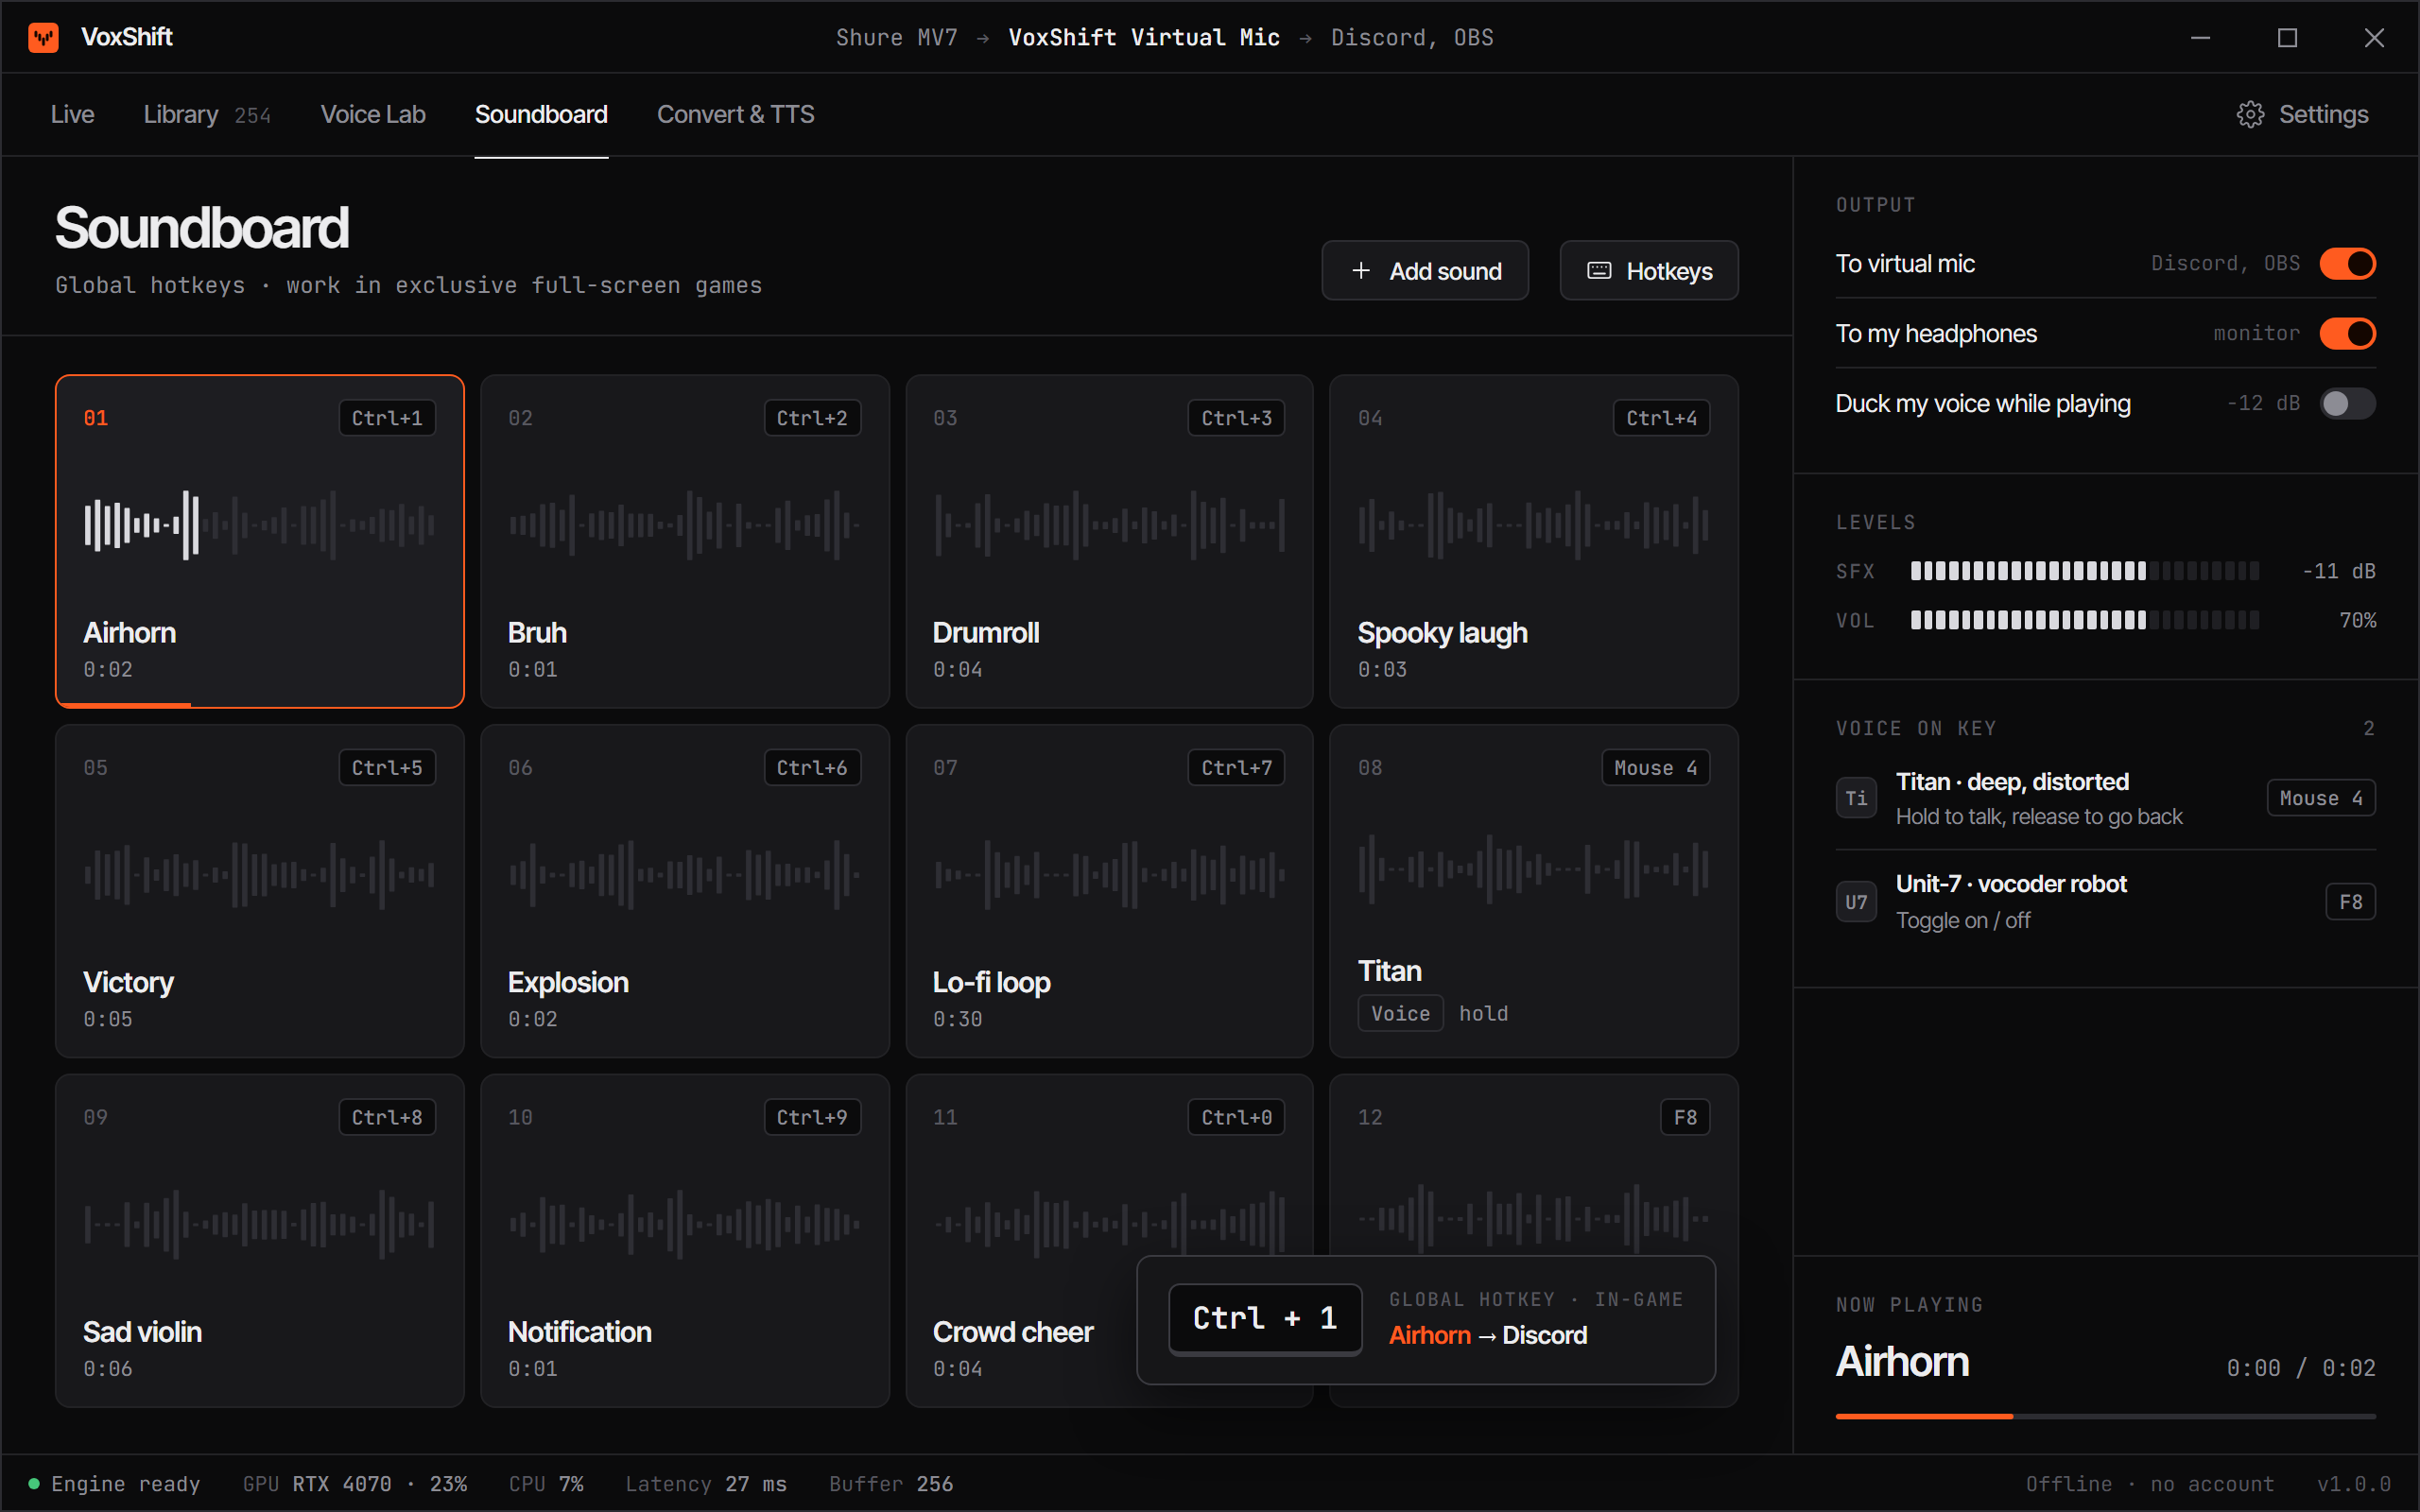 VoxShift
Shure MV7 → VoxShift Virtual Mic → Discord, OBS
Live Library 254 Voice Lab Soundboard Convert & TTS Settings
Soundboard
Global hotkeys · work in exclusive full-screen games
Add sound
Hotkeys
01 Ctrl+1
Airhorn
0:02
02 Ctrl+2
Bruh
0:01
03 Ctrl+3
Drumroll
0:04
04 Ctrl+4
Spooky laugh
0:03
05 Ctrl+5
Victory
0:05
06 Ctrl+6
Explosion
0:02
07 Ctrl+7
Lo-fi loop
0:30
08 Mouse 4
Titan
Voice hold
09 Ctrl+8
Sad violin
0:06
10 Ctrl+9
Notification
0:01
11 Ctrl+0
Crowd cheer
0:04
12 F8
Ctrl + 1
GLOBAL HOTKEY · IN-GAME
Airhorn → Discord
OUTPUT
To virtual mic Discord, OBS
To my headphones monitor
Duck my voice while playing -12 dB
LEVELS
SFX -11 dB
VOL 70%
VOICE ON KEY 2
Ti Titan · deep, distorted Mouse 4
Hold to talk, release to go back
U7 Unit-7 · vocoder robot F8
Toggle on / off
NOW PLAYING
Airhorn 0:00 / 0:02
Engine ready GPU RTX 4070 · 23% CPU 7% Latency 27 ms Buffer 256 Offline · no account v1.0.0